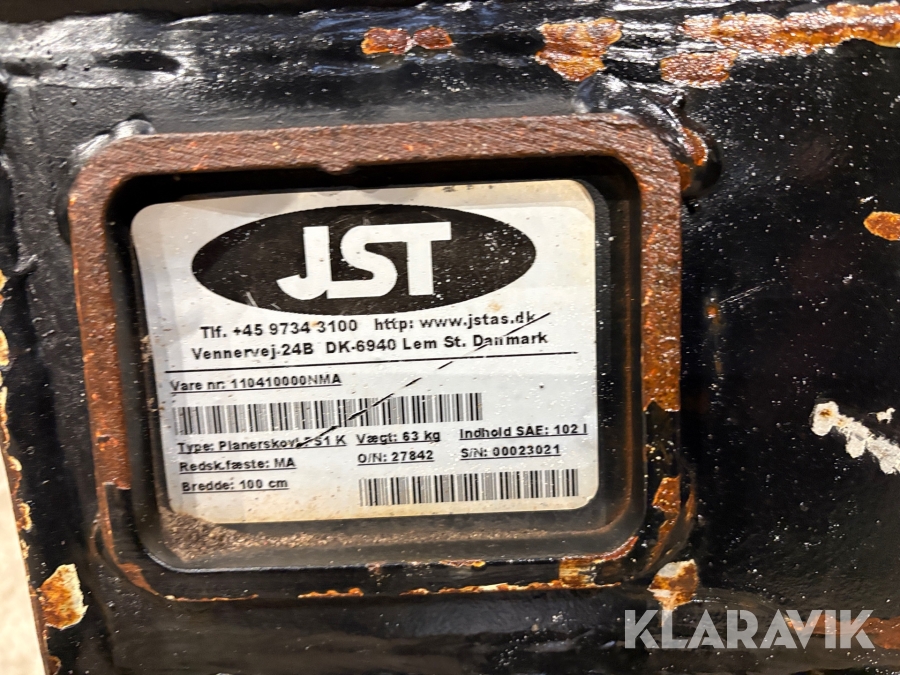 JST
Tlf. +45 9734 3100 http: www.jstas.dk
Vennervej 24B DK-6940 Lem St. Danmark
Vare nr: 110410000NMA
Type: Planerskovl PS1 K Vægt: 63 kg Indhold SAE: 102 l
Redsk.fæste: MA O/N: 27842 S/N: 00023021
Bredde: 100 cm
KLARAVIK